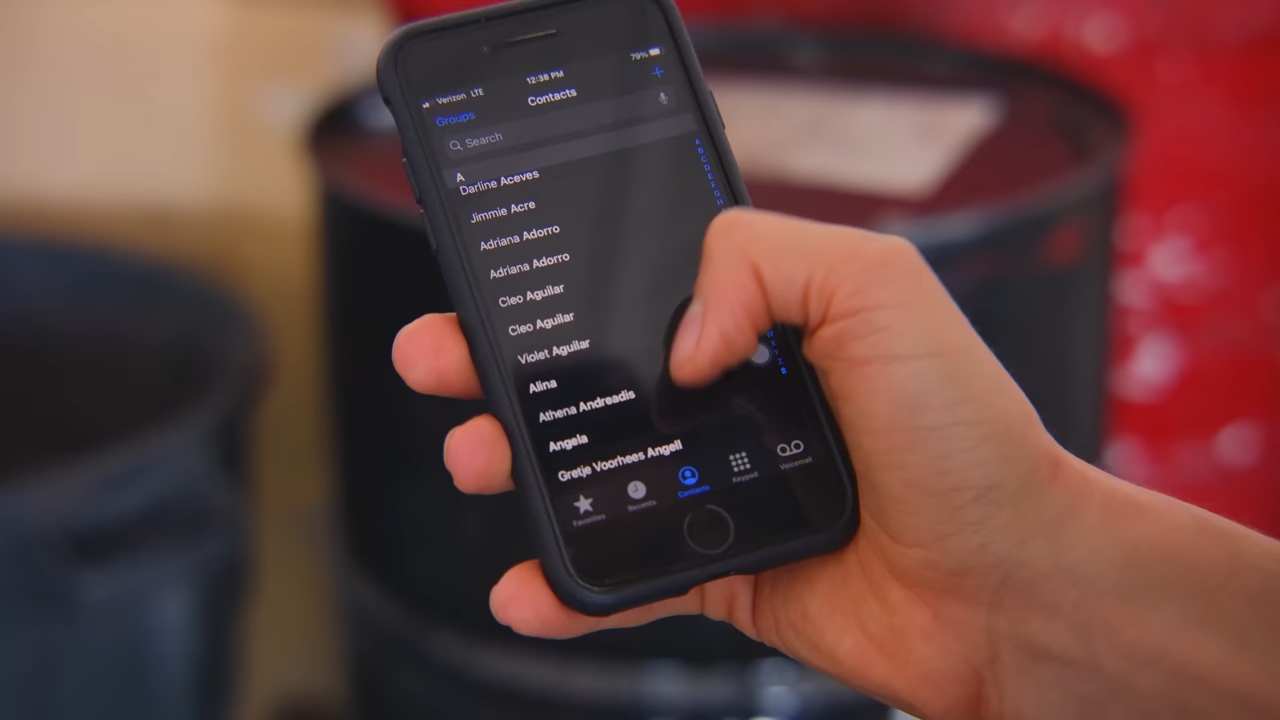 Verizon LTE 12:38 PM 79%
Groups Contacts +
Search
A
Darline Aceves
Jimmie Acre
Adriana Adorro
Adriana Adorro
Cleo Aguilar
Cleo Aguilar
Violet Aguilar
Alina
Athena Andreadis
Angela
Gretje Voorhees Angell
Favorites Recents Contacts Keypad Voicemail
A
B
C
D
E
F
G
H
W
X
Y
Z
#